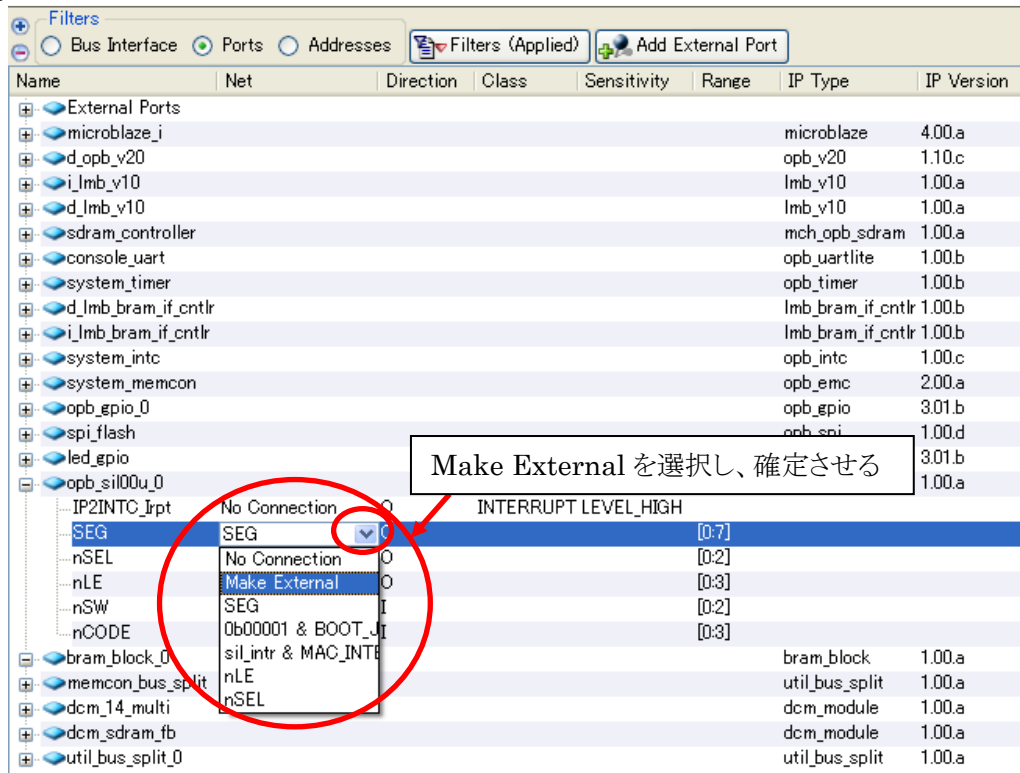 Filters
Bus Interface Ports Addresses Filters (Applied) Add External Port
Name Net Direction Class Sensitivity Range IP Type IP Version
External Ports
microblaze_i microblaze 4.00.a
d_opb_v20 opb_v20 1.10.c
i_lmb_v10 lmb_v10 1.00.a
d_lmb_v10 lmb_v10 1.00.a
sdram_controller mch_opb_sdram 1.00.a
console_uart opb_uartlite 1.00.b
system_timer opb_timer 1.00.b
d_lmb_bram_if_cntlr lmb_bram_if_cntlr 1.00.b
i_lmb_bram_if_cntlr lmb_bram_if_cntlr 1.00.b
system_intc opb_intc 1.00.c
system_memcon opb_emc 2.00.a
opb_gpio_0 opb_gpio 3.01.b
spi_flash opb_spi 1.00.d
led_gpio 3.01.b
Make External を選択し、確定させる
opb_sil00u_0 1.00.a
IP2INTC_Irpt No Connection O INTERRUPT LEVEL_HIGH
SEG SEG O [0:7]
nSEL No Connection O [0:2]
nLE Make External O [0:3]
nSW SEG I [0:2]
nCODE 0b00001 & BOOT_J I [0:3]
sil_intr & MAC_INTE
bram_block_0 bram_block 1.00.a
memcon_bus_split nLE util_bus_split 1.00.a
dcm_14_multi nSEL dcm_module 1.00.a
dcm_sdram_fb dcm_module 1.00.a
util_bus_split_0 util_bus_split 1.00.a